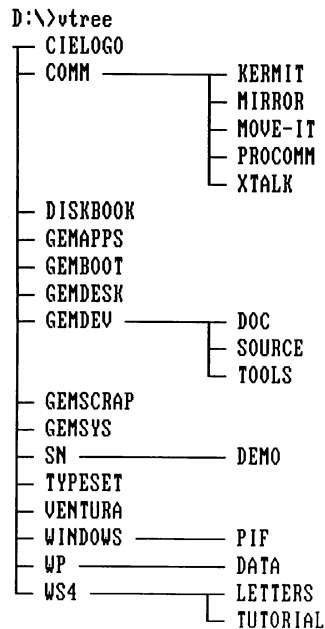 D:\>vtree
CIELOGO
COMM KERMIT
MIRROR
MOVE-IT
PROCOMM
XTALK
DISKBOOK
GEMAPPS
GEMBOOT
GEMDESK
GEMDEV DOC
SOURCE
TOOLS
GEMSCRAP
GEMSYS
SN DEMO
TYPESET
VENTURA
WINDOWS PIF
WP DATA
WS4 LETTERS
TUTORIAL